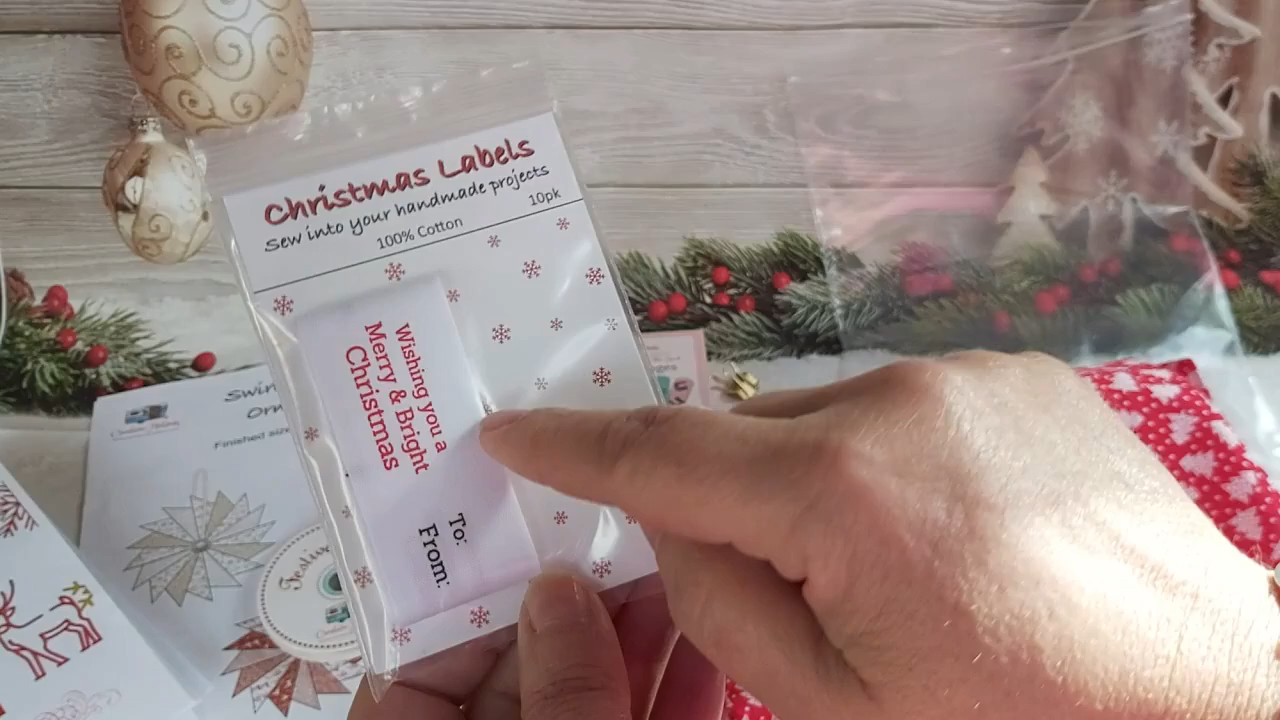 Christmas Labels
Sew into your handmade projects
100% Cotton
10pk
Wishing you a
Merry & Bright
Christmas
To:
From:
Finished size